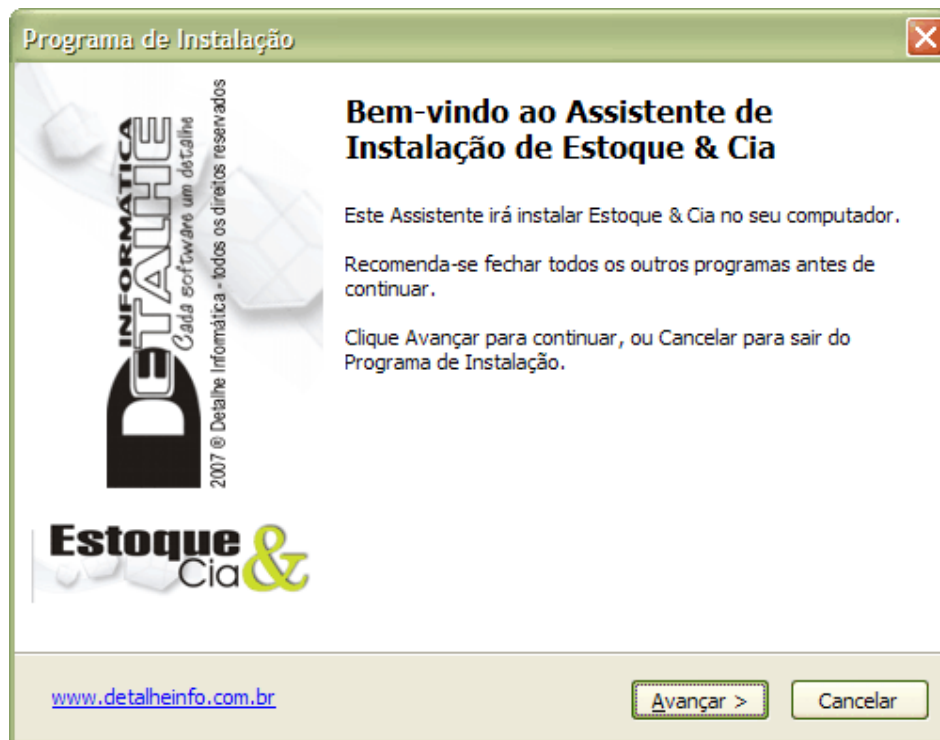 Programa de Instalação
Bem-vindo ao Assistente de
Instalação de Estoque & Cia
Este Assistente irá instalar Estoque & Cia no seu computador.
Recomenda-se fechar todos os outros programas antes de
continuar.
Clique Avançar para continuar, ou Cancelar para sair do
Programa de Instalação.
INFORMÁTICA
DETALHE
Cada software um detalhe
2007 ® Detalhe Informática - todos os direitos reservados
Estoque &
Cia
www.detalheinfo.com.br
Avançar >
Cancelar